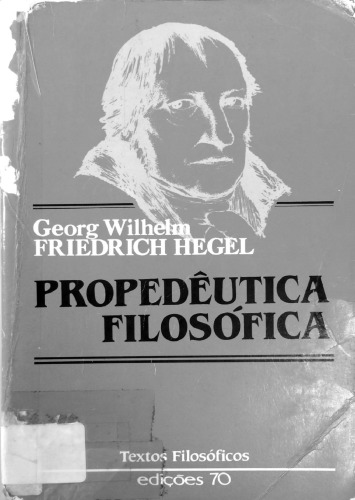 Georg Wilhelm
FRIEDRICH HEGEL
PROPEDÊUTICA
FILOSÓFICA
Textos Filosóficos
edições 70